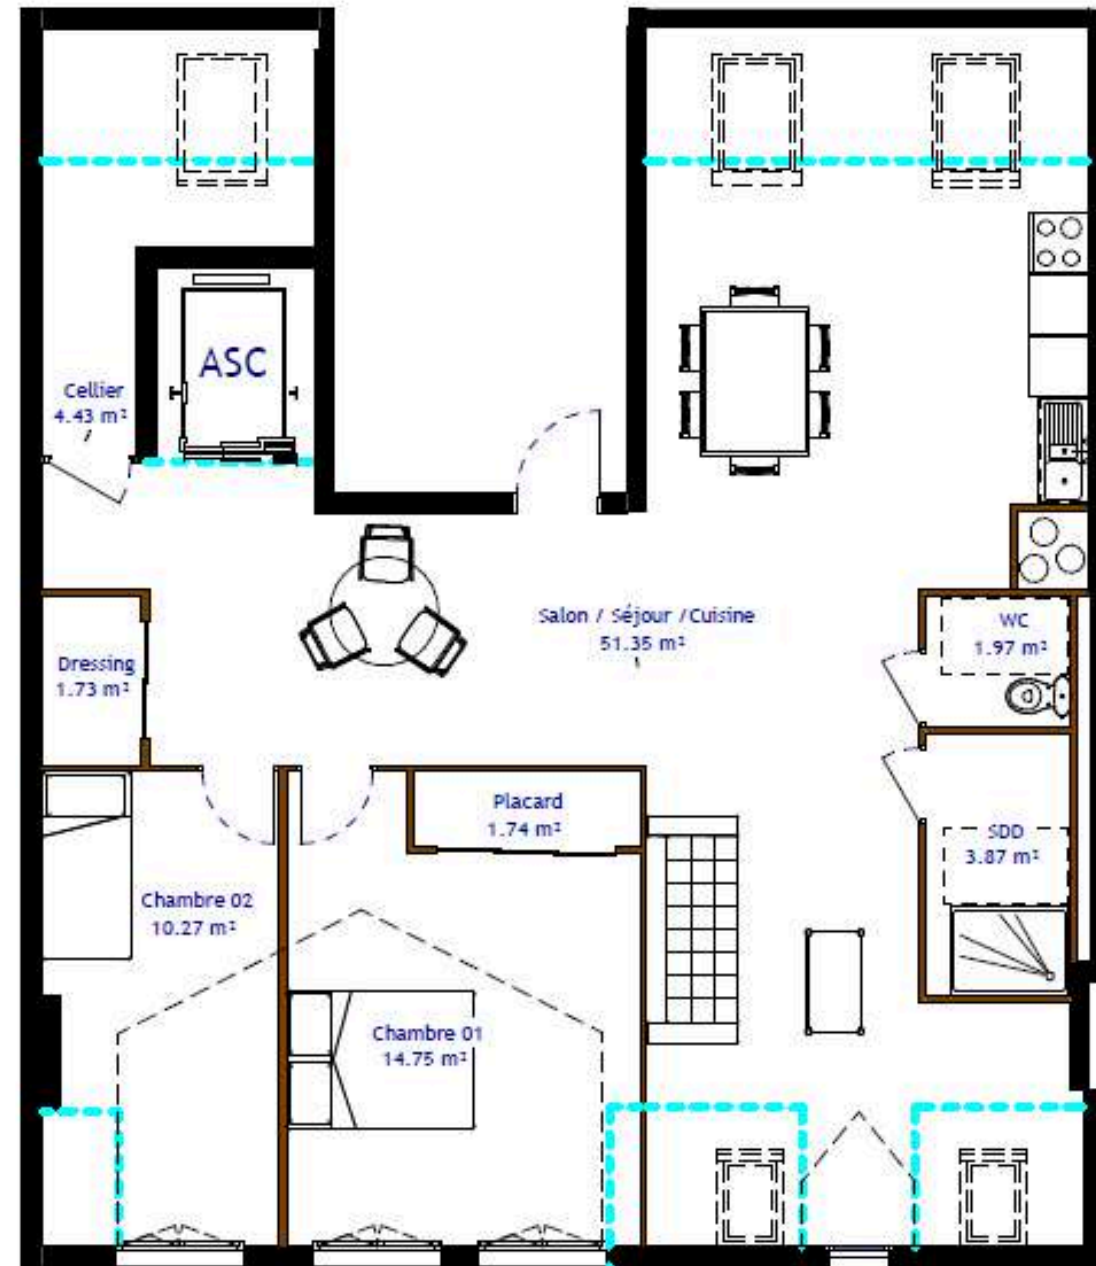 ASC
Cellier
4.43 m²
Salon / Séjour /Cuisine
51.35 m²
WC
1.97 m²
Dressing
1.73 m²
Placard
1.74 m²
SDD
3.87 m²
Chambre 02
10.27 m²
Chambre 01
14.75 m²